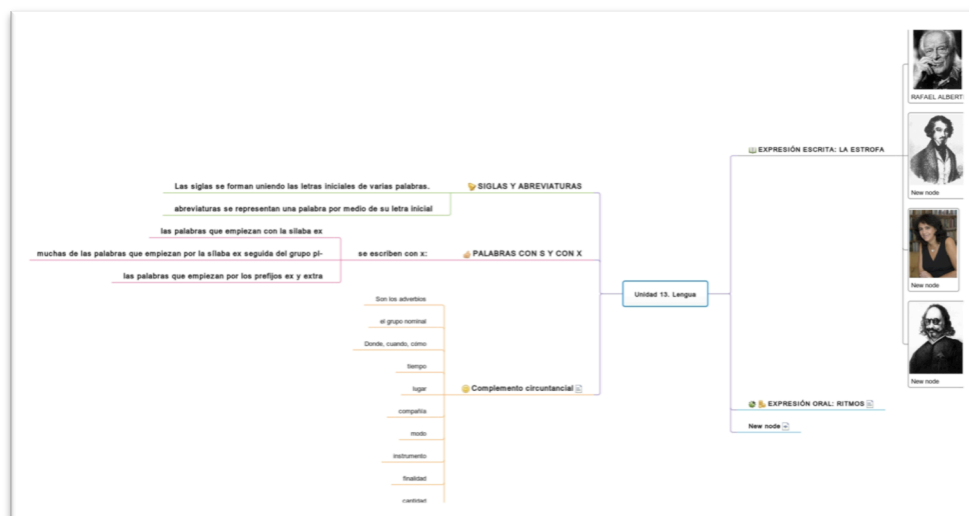 RAFAEL ALBERT
EXPRESIÓN ESCRITA: LA ESTROFA
New node
New node
New node
EXPRESIÓN ORAL: RITMOS
New node
Unidad 13. Lengua
SIGLAS Y ABREVIATURAS
Las siglas se forman uniendo las letras iniciales de varias palabras.
abreviaturas se representan una palabra por medio de su letra inicial
PALABRAS CON S Y CON X
se escriben con x:
las palabras que empiezan con la sílaba ex
muchas de las palabras que empiezan por la sílaba ex seguida del grupo pl-
las palabras que empiezan por los prefijos ex y extra
Complemento circuntancial
Son los adverbios
el grupo nominal
Donde, cuando, cómo
tiempo
lugar
compañía
modo
instrumento
finalidad
cantidad